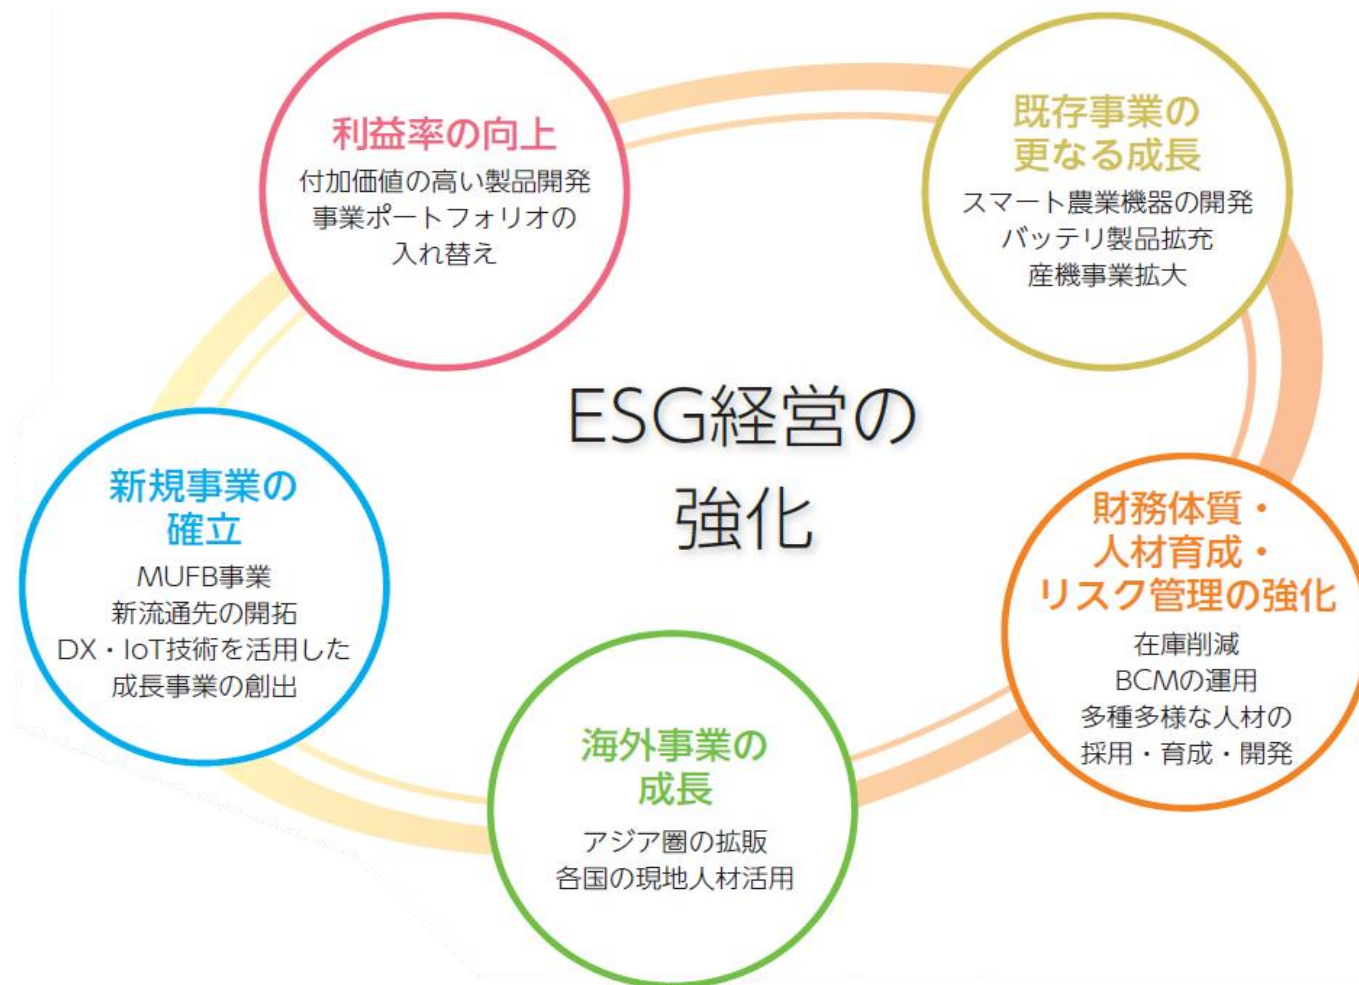 利益率の向上
付加価値の高い製品開発
事業ポートフォリオの
入れ替え
既存事業の
更なる成長
スマート農業機器の開発
バッテリ製品拡充
産機事業拡大
ESG経営の
強化
新規事業の
確立
MUFB事業
新流通先の開拓
DX・IoT技術を活用した
成長事業の創出
財務体質・
人材育成・
リスク管理の強化
在庫削減
BCMの運用
多種多様な人材の
採用・育成・開発
海外事業の
成長
アジア圏の拡販
各国の現地人材活用